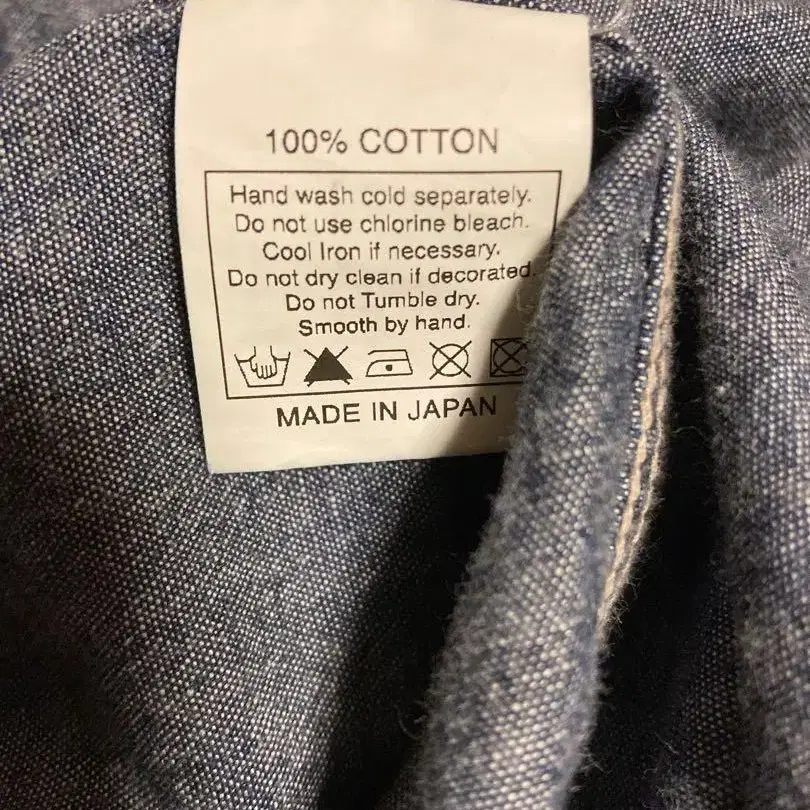 100% COTTON
Hand wash cold separately.
Do not use chlorine bleach.
Cool Iron if necessary.
Do not dry clean if decorated.
Do not Tumble dry.
Smooth by hand.
MADE IN JAPAN